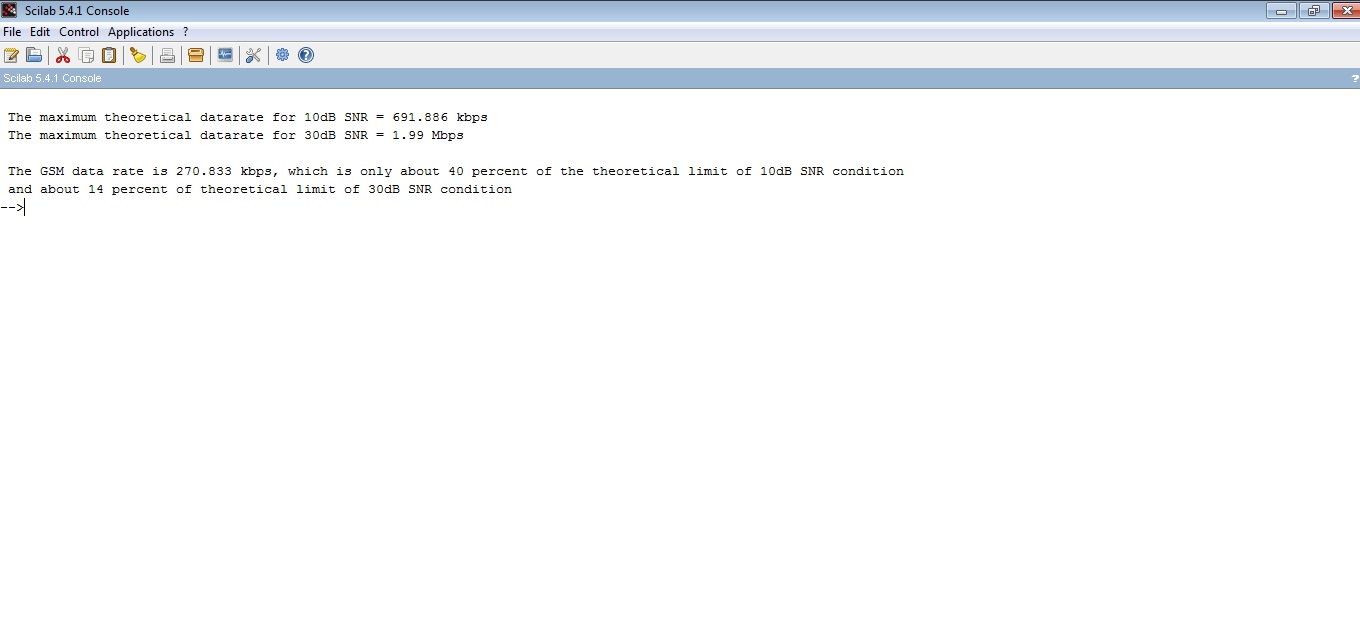 Scilab 5.4.1 Console
File Edit Control Applications ?
Scilab 5.4.1 Console ?
The maximum theoretical datarate for 10dB SNR = 691.886 kbps
The maximum theoretical datarate for 30dB SNR = 1.99 Mbps
The GSM data rate is 270.833 kbps, which is only about 40 percent of the theoretical limit of 10dB SNR condition
and about 14 percent of theoretical limit of 30dB SNR condition
-->